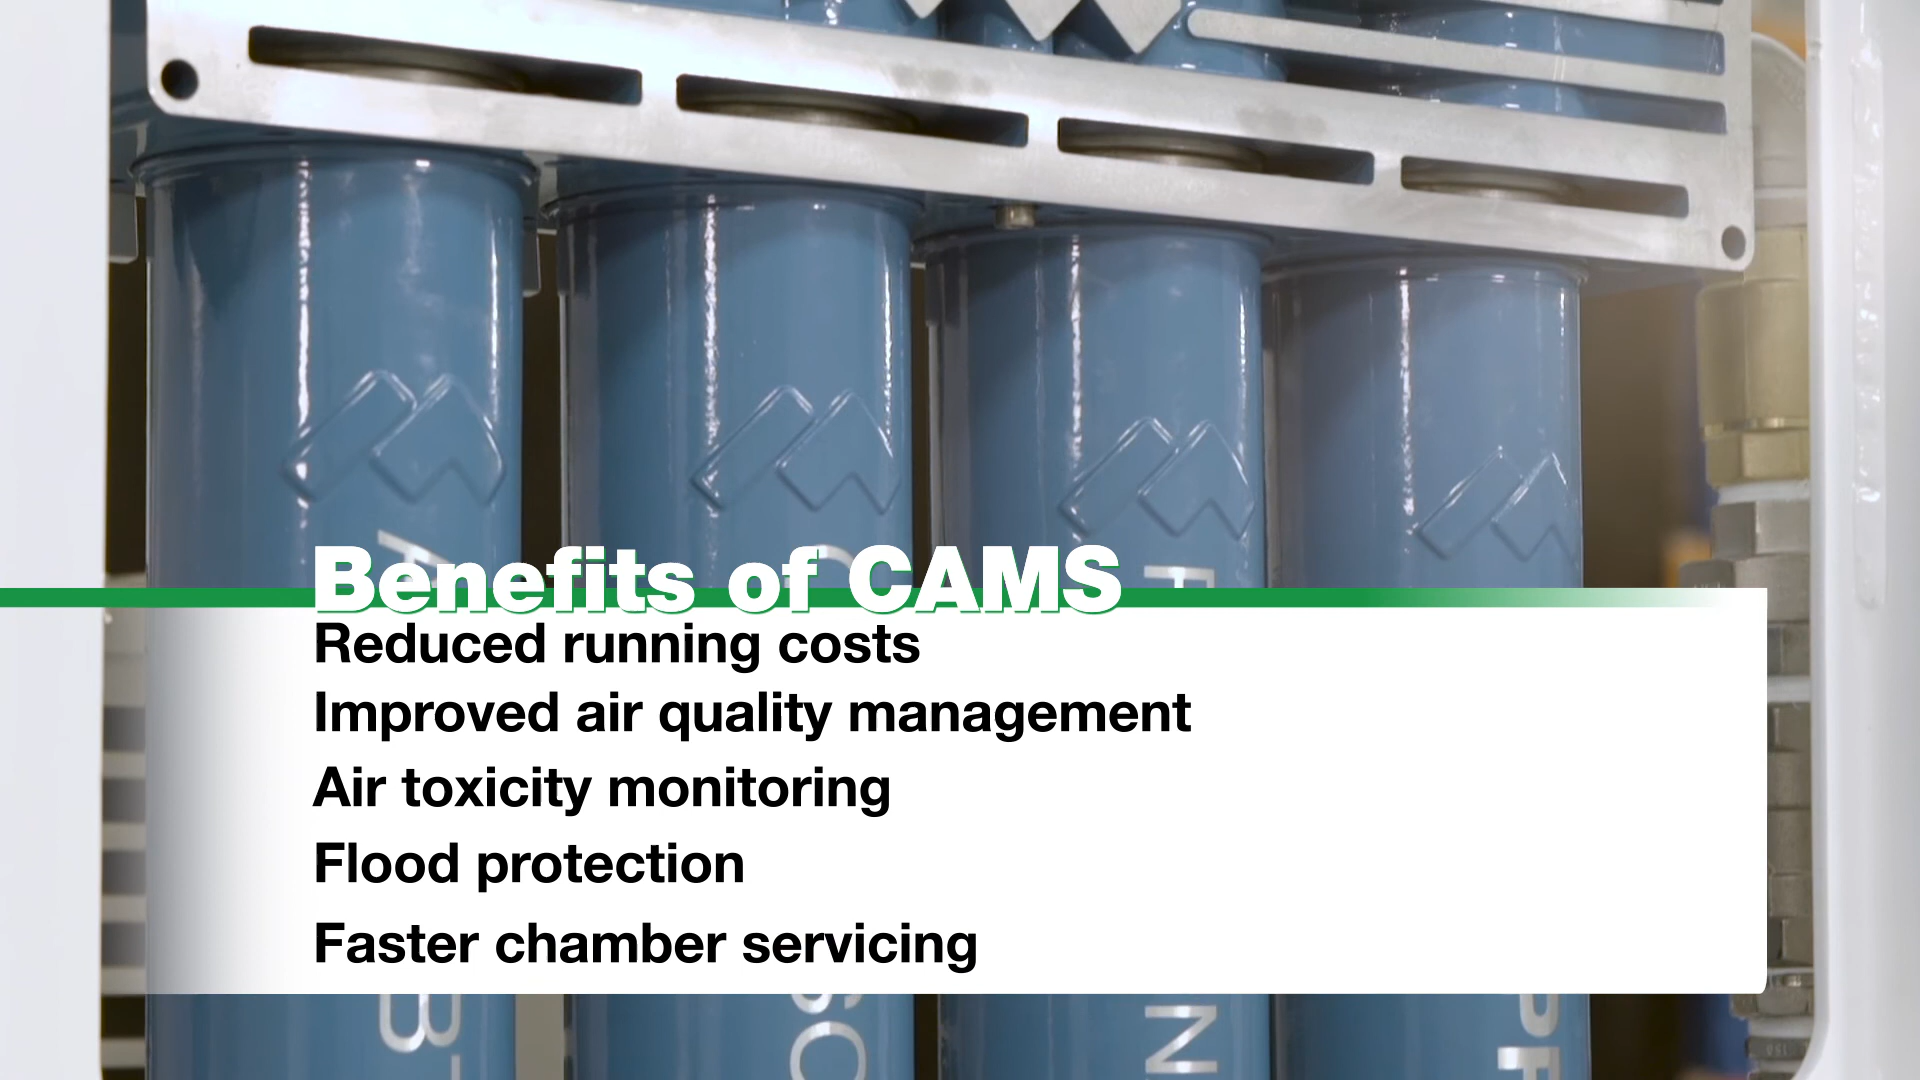 Benefits of CAMS
Reduced running costs
Improved air quality management
Air toxicity monitoring
Flood protection
Faster chamber servicing